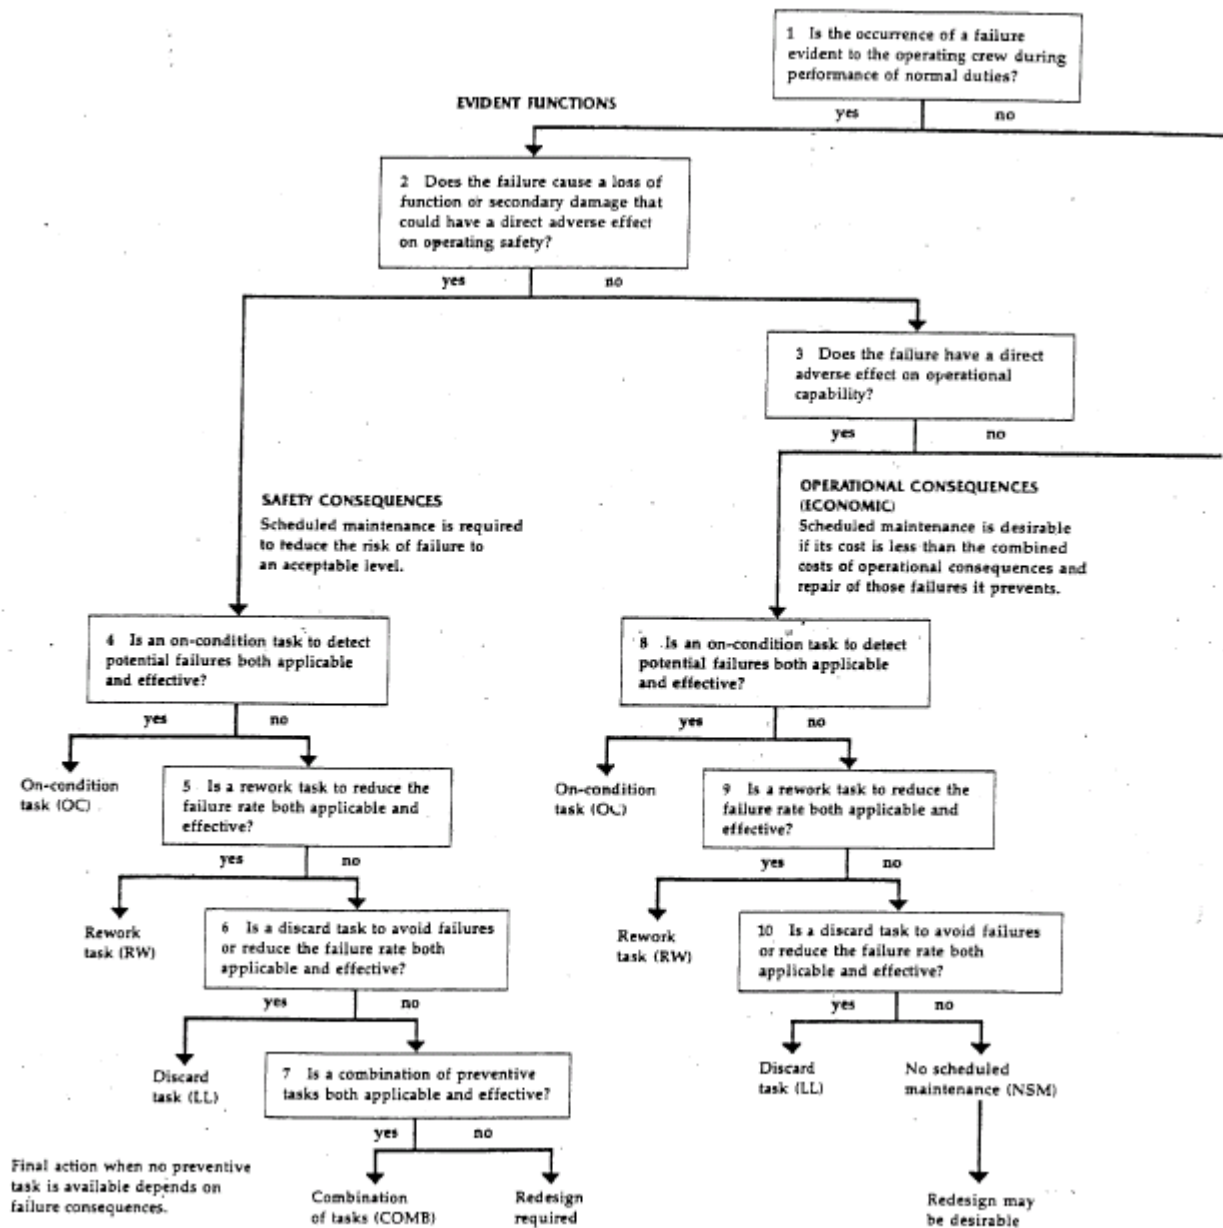 1 Is the occurrence of a failure
evident to the operating crew during
performance of normal duties?
yes
no
EVIDENT FUNCTIONS
2 Does the failure cause a loss of
function or secondary damage that
could have a direct adverse effect
on operating safety?
yes
no
3 Does the failure have a direct
adverse effect on operational
capability?
yes
no
SAFETY CONSEQUENCES
Scheduled maintenance is required
to reduce the risk of failure to
an acceptable level.
OPERATIONAL CONSEQUENCES
(ECONOMIC)
Scheduled maintenance is desirable
if its cost is less than the combined
costs of operational consequences and
repair of those failures it prevents.
4 Is an on-condition task to detect
potential failures both applicable
and effective?
yes
no
8 Is an on-condition task to detect
potential failures both applicable
and effective?
yes
no
On-condition
task (OC)
5 Is a rework task to reduce the
failure rate both applicable and
effective?
yes
no
On-condition
task (OC)
9 Is a rework task to reduce the
failure rate both applicable and
effective?
yes
no
Rework
task (RW)
6 Is a discard task to avoid failures
or reduce the failure rate both
applicable and effective?
yes
no
Rework
task (RW)
10 Is a discard task to avoid failures
or reduce the failure rate both
applicable and effective?
yes
no
Discard
task (LL)
7 Is a combination of preventive
tasks both applicable and effective?
yes
no
Discard
task (LL)
No scheduled
maintenance (NSM)
Final action when no preventive
task is available depends on
failure consequences.
Combination
of tasks (COMB)
Redesign
required
Redesign may
be desirable